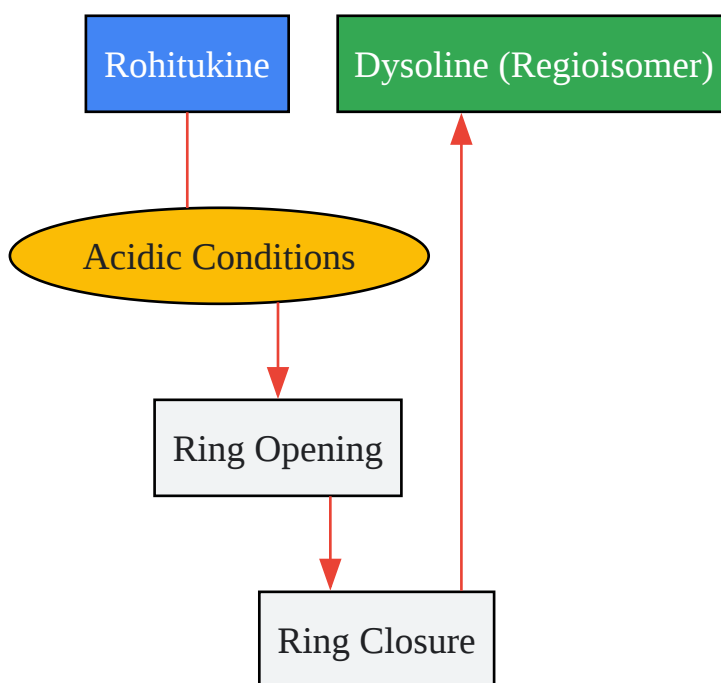 Rohitukine
Dysoline (Regioisomer)
Acidic Conditions
Ring Opening
Ring Closure